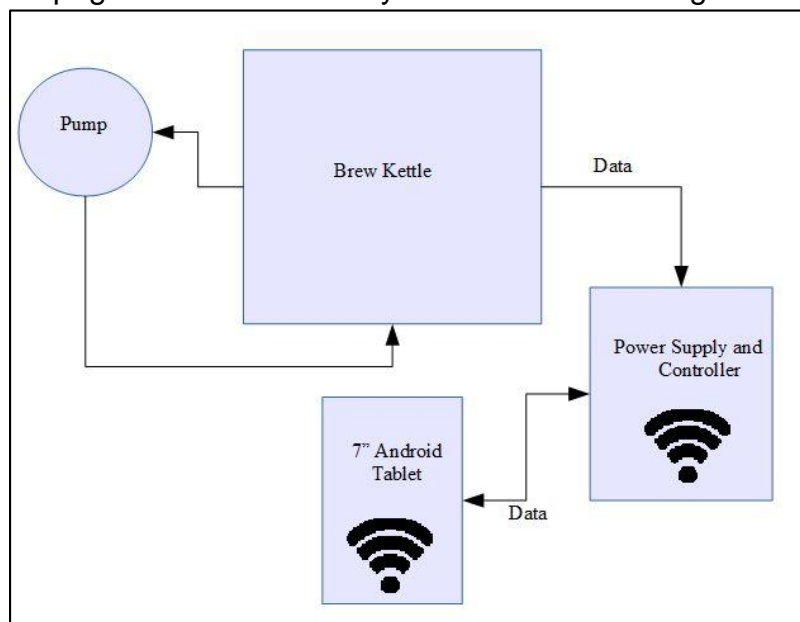 Pump
Brew Kettle
Data
Power Supply and
Controller
7” Android
Tablet
Data